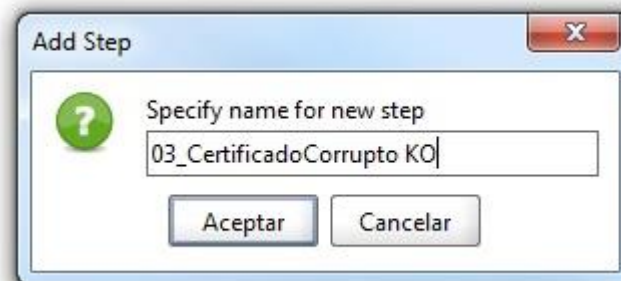 Add Step
Specify name for new step
03_CertificadoCorrupto KO
Aceptar
Cancelar